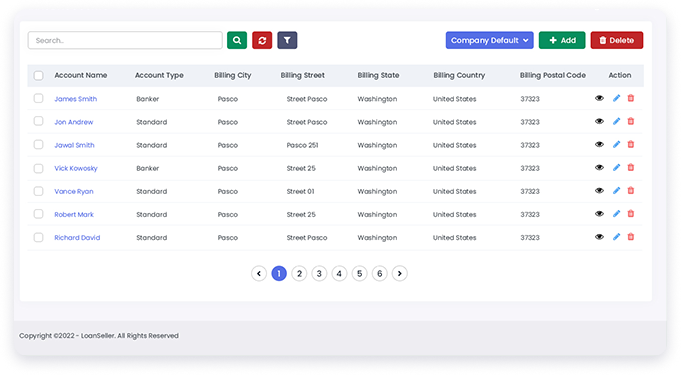 Search.. Company Default Add Delete
Account Name Account Type Billing City Billing Street Billing State Billing Country Billing Postal Code Action
James Smith Banker Pasco Street Pasco Washington United States 37323
Jon Andrew Standard Pasco Street Pasco Washington United States 37323
Jawal Smith Standard Pasco Pasco 251 Washington United States 37323
Vick Kowosky Banker Pasco Street 25 Washington United States 37323
Vance Ryan Standard Pasco Street 01 Washington United States 37323
Robert Mark Standard Pasco Street 25 Washington United States 37323
Richard David Standard Pasco Street Pasco Washington United States 37323
1 2 3 4 5 6
Copyright ©2022 - LoanSeller. All Rights Reserved